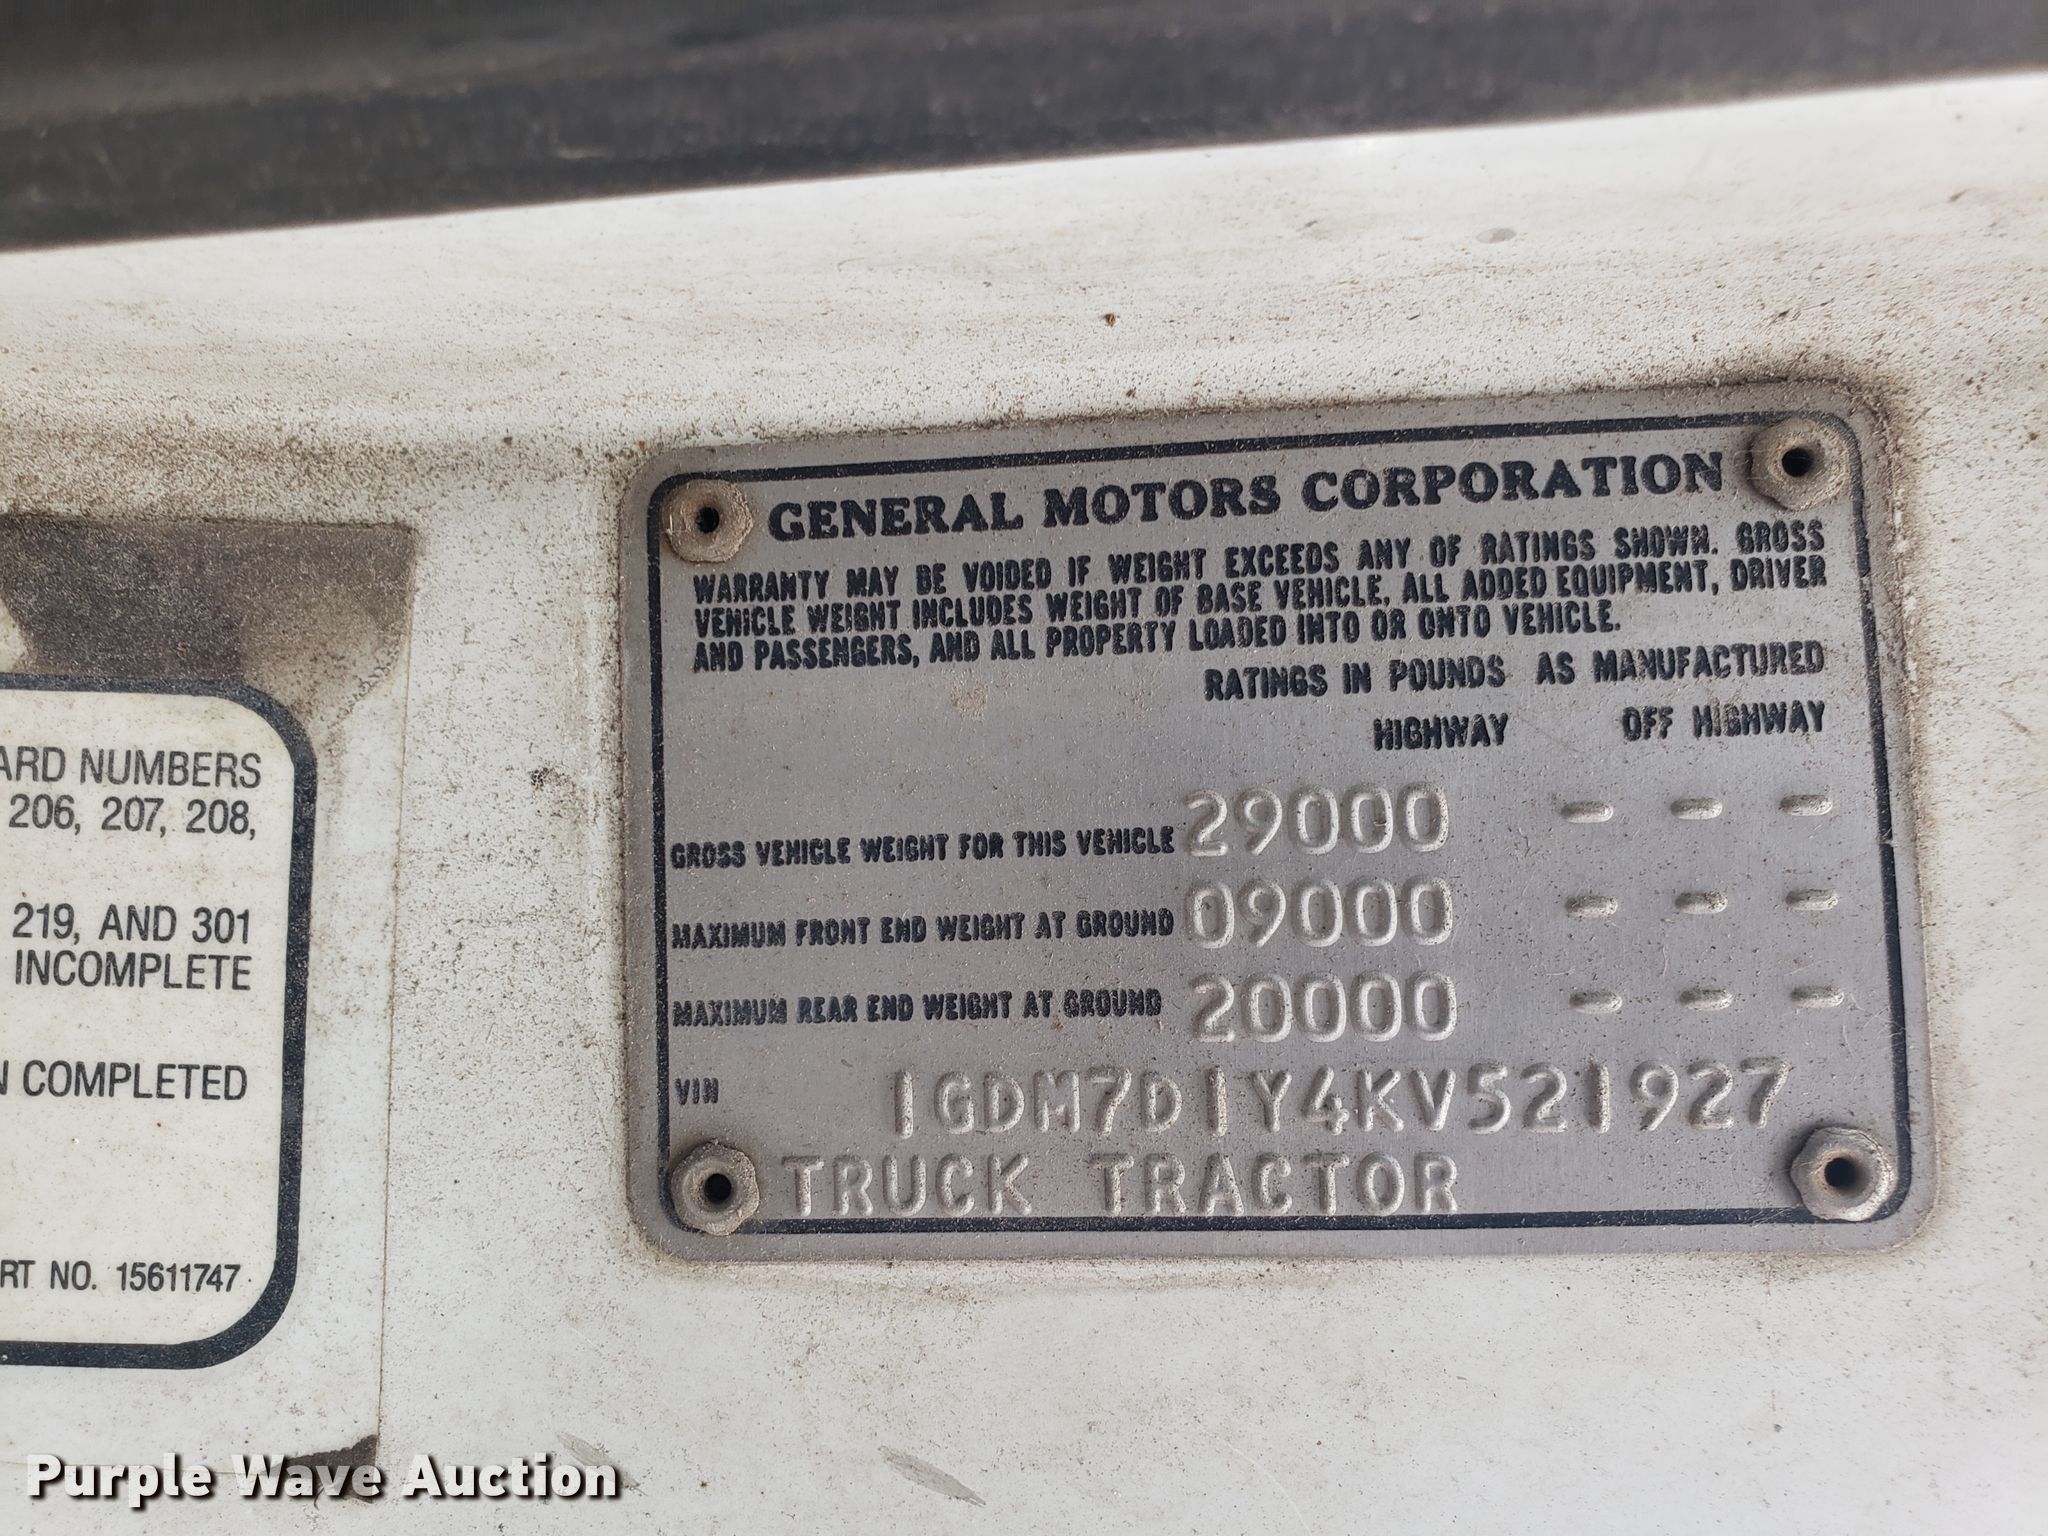 GENERAL MOTORS CORPORATION
WARRANTY MAY BE VOIDED IF WEIGHT EXCEEDS ANY OF RATINGS SHOWN. GROSS
VEHICLE WEIGHT INCLUDES WEIGHT OF BASE VEHICLE, ALL ADDED EQUIPMENT, DRIVER
AND PASSENGERS, AND ALL PROPERTY LOADED INTO OR ONTO VEHICLE.
RATINGS IN POUNDS AS MANUFACTURED
HIGHWAY OFF HIGHWAY
GROSS VEHICLE WEIGHT FOR THIS VEHICLE 29000 - - -
MAXIMUM FRONT END WEIGHT AT GROUND 09000 - - -
MAXIMUM REAR END WEIGHT AT GROUND 20000 - - -
VIN 1GDM7D1Y4KV521927
TRUCK TRACTOR
ARD NUMBERS
206, 207, 208,
219, AND 301
INCOMPLETE
N COMPLETED
RT NO. 15611747
Purple Wave Auction